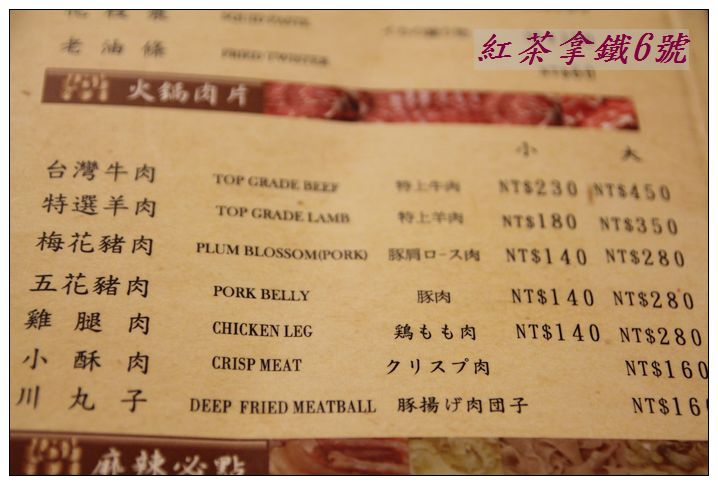 紅茶拿鐵6號
老油條 FRIED TWISTER
火鍋肉片
小 大
台灣牛肉 TOP GRADE BEEF 特上牛肉 NT$230 NT$450
特選羊肉 TOP GRADE LAMB 特上羊肉 NT$180 NT$350
梅花豬肉 PLUM BLOSSOM(PORK) 豚肩ロース肉 NT$140 NT$280
五花豬肉 PORK BELLY 豚肉 NT$140 NT$280
雞腿肉 CHICKEN LEG 鶏もも肉 NT$140 NT$280
小酥肉 CRISP MEAT クリスプ肉 NT$160
川丸子 DEEP FRIED MEATBALL 豚揚げ肉団子 NT$16
麻辣必點